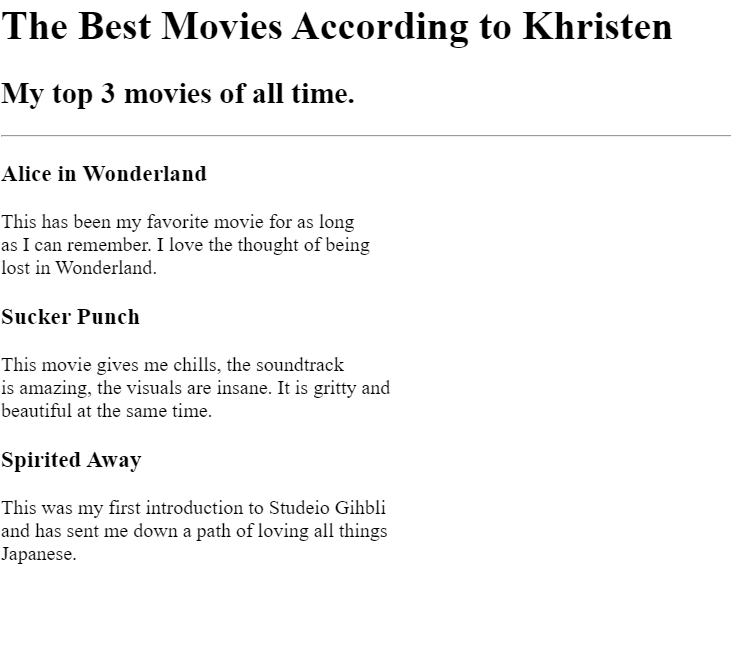 The Best Movies According to Khristen
My top 3 movies of all time.
Alice in Wonderland
This has been my favorite movie for as long
as I can remember. I love the thought of being
lost in Wonderland.
Sucker Punch
This movie gives me chills, the soundtrack
is amazing, the visuals are insane. It is gritty and
beautiful at the same time.
Spirited Away
This was my first introduction to Studeio Gihbli
and has sent me down a path of loving all things
Japanese.